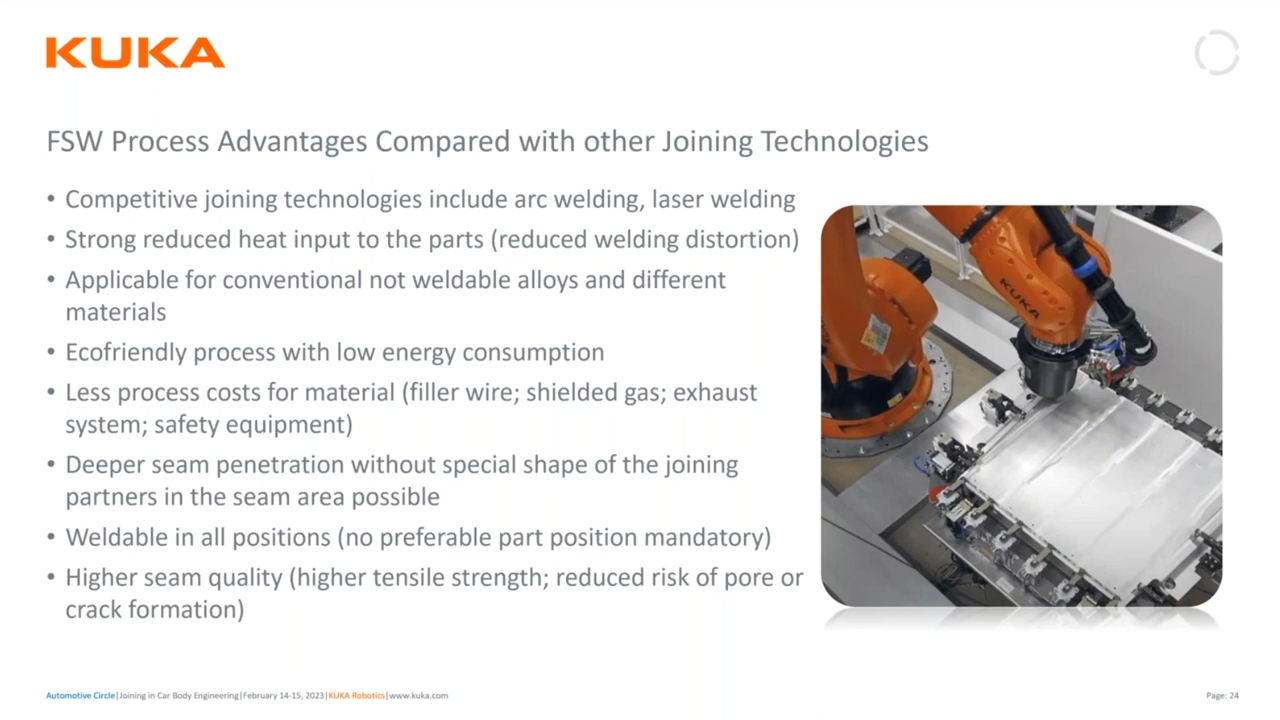 KUKA
FSW Process Advantages Compared with other Joining Technologies
• Competitive joining technologies include arc welding, laser welding
• Strong reduced heat input to the parts (reduced welding distortion)
• Applicable for conventional not weldable alloys and different
materials
• Ecofriendly process with low energy consumption
• Less process costs for material (filler wire; shielded gas; exhaust
system; safety equipment)
• Deeper seam penetration without special shape of the joining
partners in the seam area possible
• Weldable in all positions (no preferable part position mandatory)
• Higher seam quality (higher tensile strength; reduced risk of pore or
crack formation)
KUKA
Automotive Circle|Joining in Car Body Engineering|February 14-15, 2023|KUKA Robotics|www.kuka.com
Page: 24